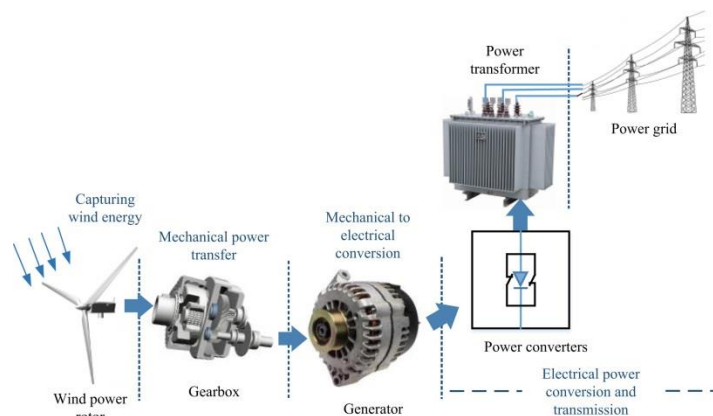 Power
transformer
Power grid
Capturing
wind energy
Mechanical power
transfer
Mechanical to
electrical
conversion
Power converters
Wind power
rotor
Gearbox
Generator
Electrical power
conversion and
transmission